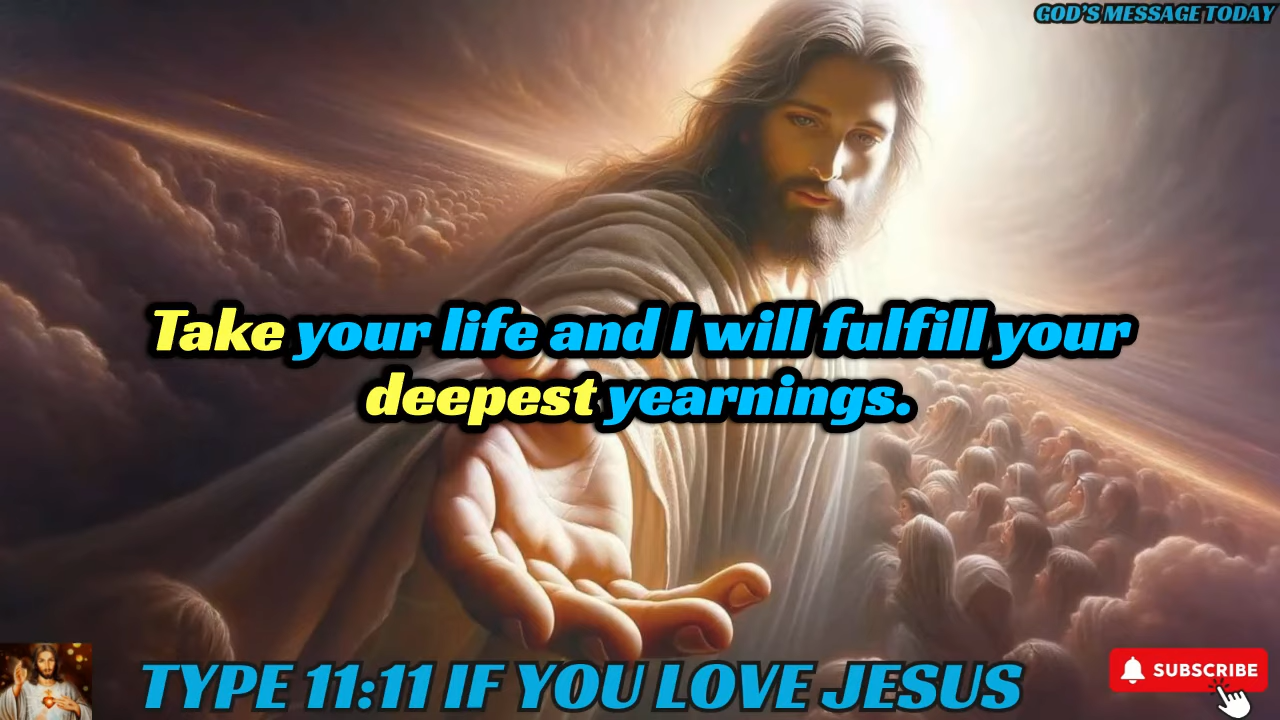 GOD'S MESSAGE TODAY
Take your life and I will fulfill your
deepest yearnings.
TYPE 11:11 IF YOU LOVE JESUS
SUBSCRIBE